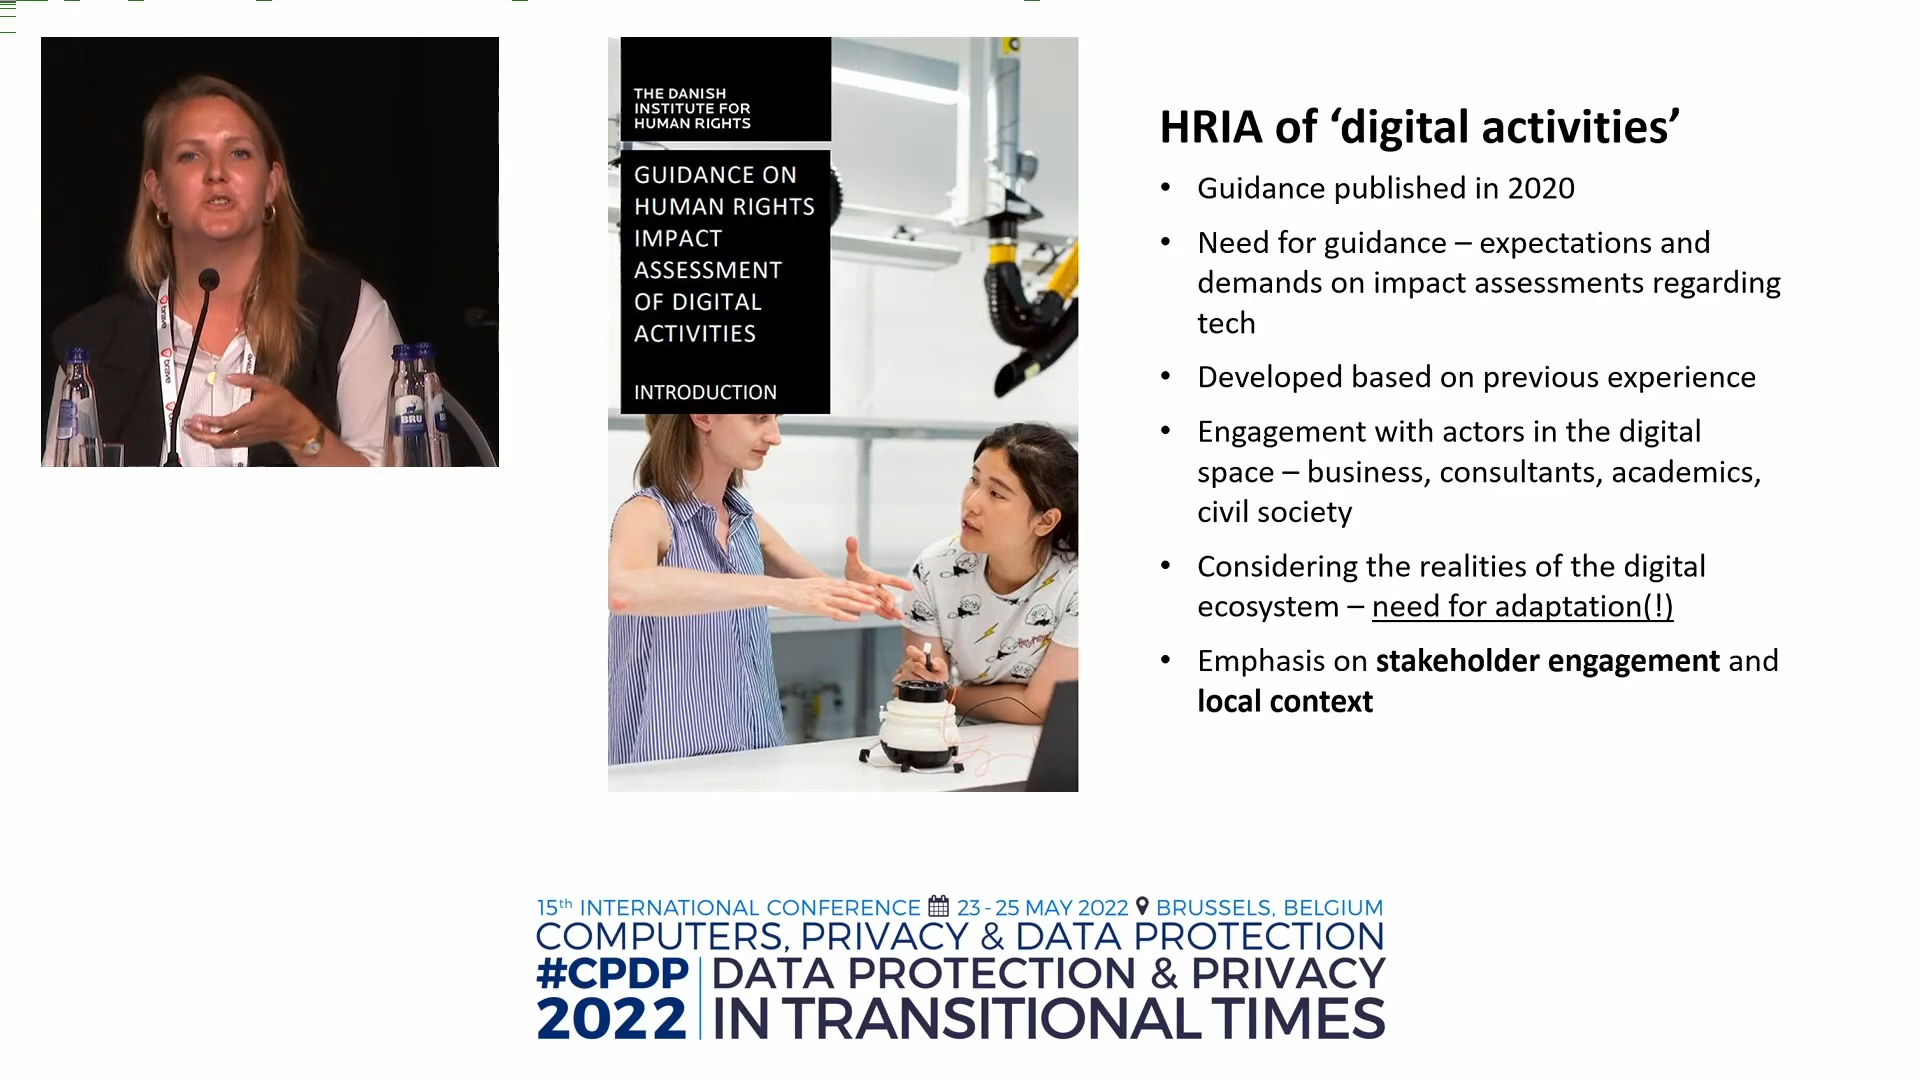 brave
brave
BRU
THE DANISH
INSTITUTE FOR
HUMAN RIGHTS
GUIDANCE ON
HUMAN RIGHTS
IMPACT
ASSESSMENT
OF DIGITAL
ACTIVITIES
INTRODUCTION
HRIA of ‘digital activities’
• Guidance published in 2020
• Need for guidance – expectations and
demands on impact assessments regarding
tech
• Developed based on previous experience
• Engagement with actors in the digital
space – business, consultants, academics,
civil society
• Considering the realities of the digital
ecosystem – need for adaptation(!)
• Emphasis on stakeholder engagement and
local context
15th INTERNATIONAL CONFERENCE 23-25 MAY 2022 BRUSSELS, BELGIUM
COMPUTERS, PRIVACY & DATA PROTECTION
#CPDP DATA PROTECTION & PRIVACY
2022 IN TRANSITIONAL TIMES